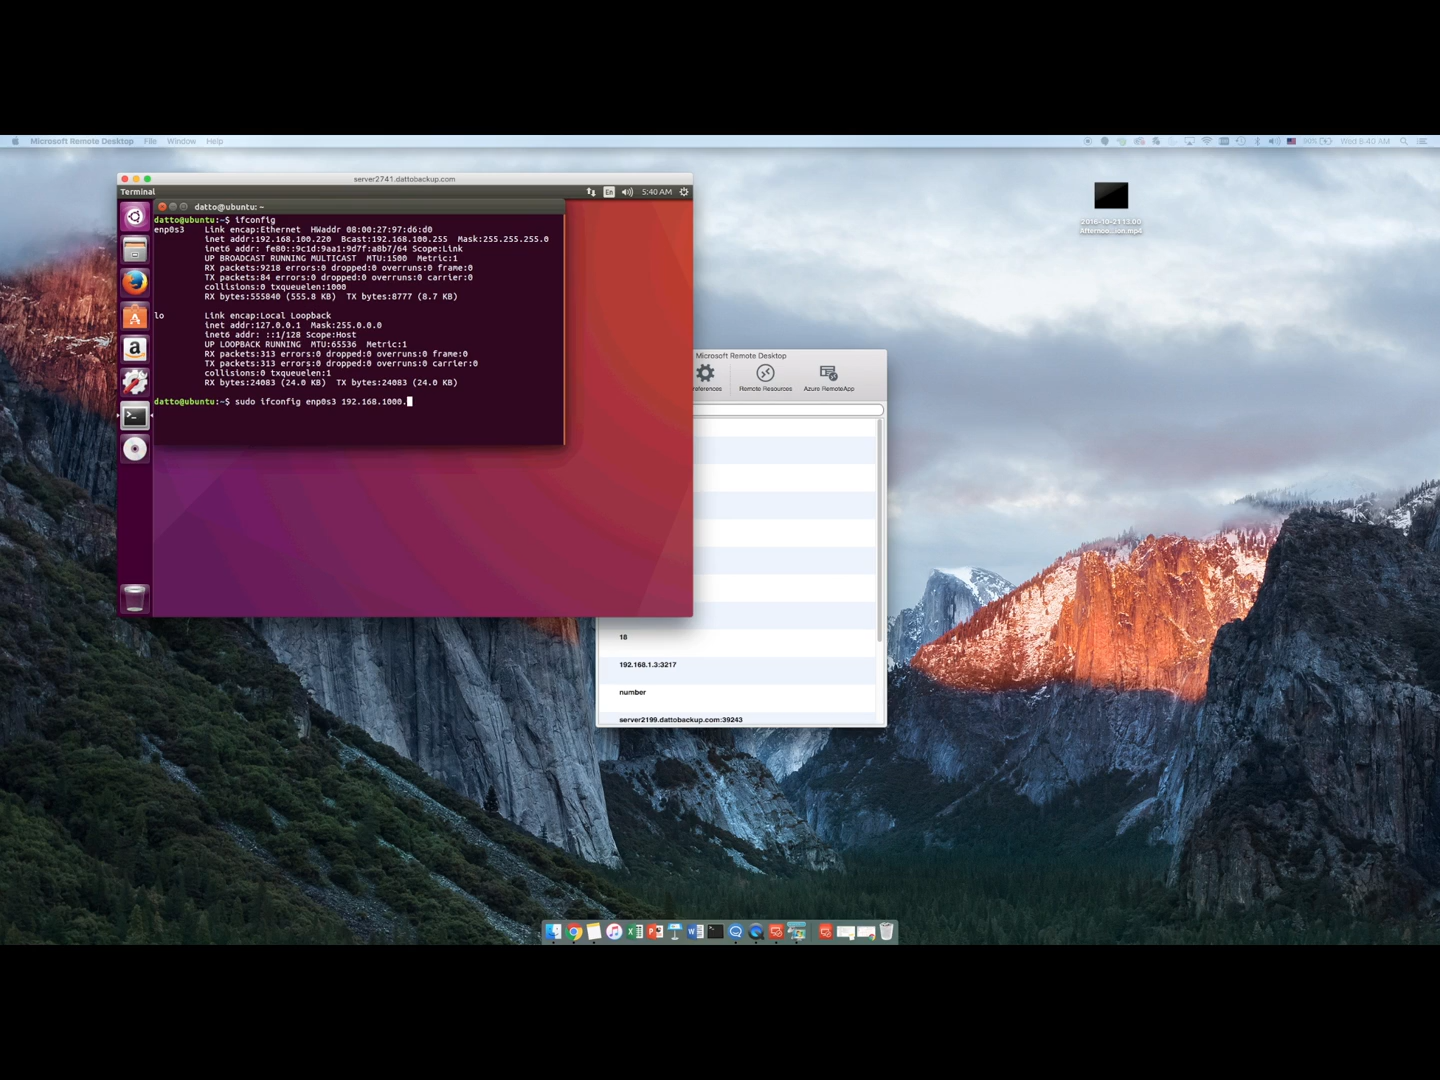 Microsoft Remote Desktop File Window Help
90% Wed 8:40 AM
server2741.dattobackup.com
Terminal
En
5:40 AM
datto@ubuntu: ~
datto@ubuntu:~$ ifconfig
enp0s3 Link encap:Ethernet HWaddr 08:00:27:97:d6:d0
inet addr:192.168.100.220 Bcast:192.168.100.255 Mask:255.255.255.0
inet6 addr: fe80::9c1d:9aa1:9d7f:a8b7/64 Scope:Link
UP BROADCAST RUNNING MULTICAST MTU:1500 Metric:1
RX packets:9218 errors:0 dropped:0 overruns:0 frame:0
TX packets:84 errors:0 dropped:0 overruns:0 carrier:0
collisions:0 txqueuelen:1000
RX bytes:555840 (555.8 KB) TX bytes:8777 (8.7 KB)
lo Link encap:Local Loopback
inet addr:127.0.0.1 Mask:255.0.0.0
inet6 addr: ::1/128 Scope:Host
UP LOOPBACK RUNNING MTU:65536 Metric:1
RX packets:313 errors:0 dropped:0 overruns:0 frame:0
TX packets:313 errors:0 dropped:0 overruns:0 carrier:0
collisions:0 txqueuelen:1
RX bytes:24083 (24.0 KB) TX bytes:24083 (24.0 KB)
datto@ubuntu:~$ sudo ifconfig enp0s3 192.168.1000.
Microsoft Remote Desktop
Remote Resources
Azure RemoteApp
18
192.168.1.3:3217
number
server2199.dattobackup.com:39243